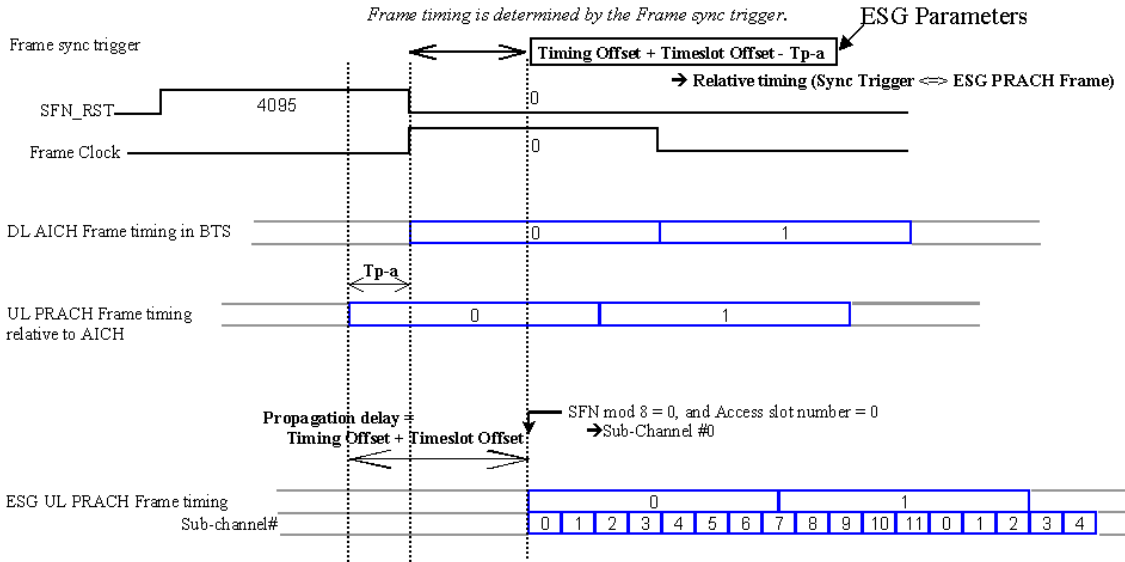 Frame timing is determined by the Frame sync trigger.
ESG Parameters
Frame sync trigger
Timing Offset + Timeslot Offset - Tp-a
➔ Relative timing (Sync Trigger <=> ESG PRACH Frame)
SFN_RST
4095
0
Frame Clock
0
DL AICH Frame timing in BTS
0
1
Tp-a
UL PRACH Frame timing
relative to AICH
0
1
Propagation delay =
Timing Offset + Timeslot Offset
SFN mod 8 = 0, and Access slot number = 0
➔Sub-Channel #0
ESG UL PRACH Frame timing
0
1
Sub-channel#
0 1 2 3 4 5 6 7 8 9 10 11 0 1 2 3 4